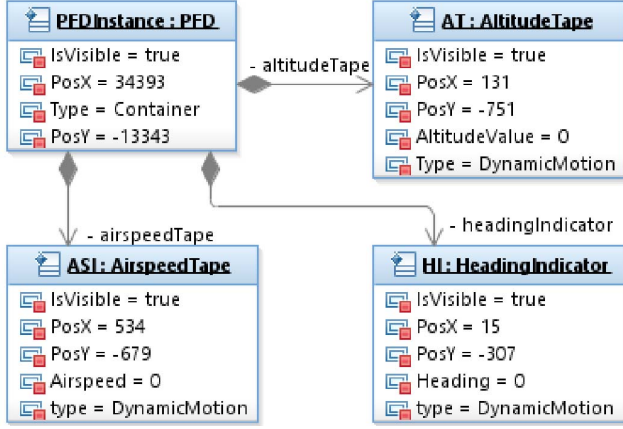 PFDInstance : PFD
IsVisible = true
PosX = 34393
Type = Container
PosY = -13343
- altitudeTape
AT : AltitudeTape
IsVisible = true
PosX = 131
PosY = -751
AltitudeValue = 0
Type = DynamicMotion
- airspeedTape
- headingIndicator
ASI : AirspeedTape
IsVisible = true
PosX = 534
PosY = -679
Airspeed = 0
type = DynamicMotion
HI : HeadingIndicator
IsVisible = true
PosX = 15
PosY = -307
Heading = 0
type = DynamicMotion